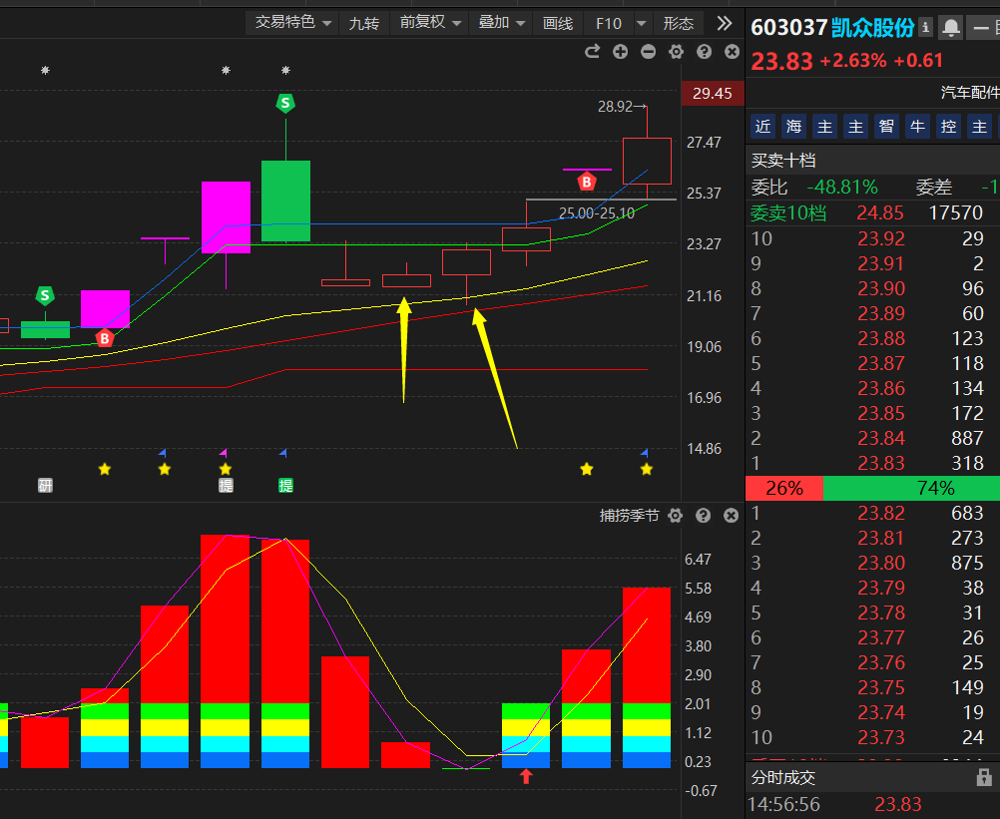 交易特色 九转 前复权 叠加 画线 F10 形态
603037 凯众股份
23.83 +2.63% +0.61
汽车配件
近 海 主 主 智 牛 控 主
买卖十档
委比 -48.81% 委差 -1
委卖10档 24.85 17570
10 23.92 29
9 23.91 2
8 23.90 96
7 23.89 60
6 23.88 123
5 23.87 118
4 23.86 134
3 23.85 172
2 23.84 887
1 23.83 318
26% 74%
1 23.82 683
2 23.81 273
3 23.80 875
4 23.79 38
5 23.78 31
6 23.77 26
7 23.76 25
8 23.75 149
9 23.74 19
10 23.73 24
分时成交
14:56:56 23.83
29.45
27.47
25.37
23.27
21.16
19.06
16.96
14.86
28.92→
25.00-25.10
S
S
B
B
研 提 提
捕捞季节
6.47
5.58
4.69
3.80
2.90
2.01
1.12
0.23
-0.67